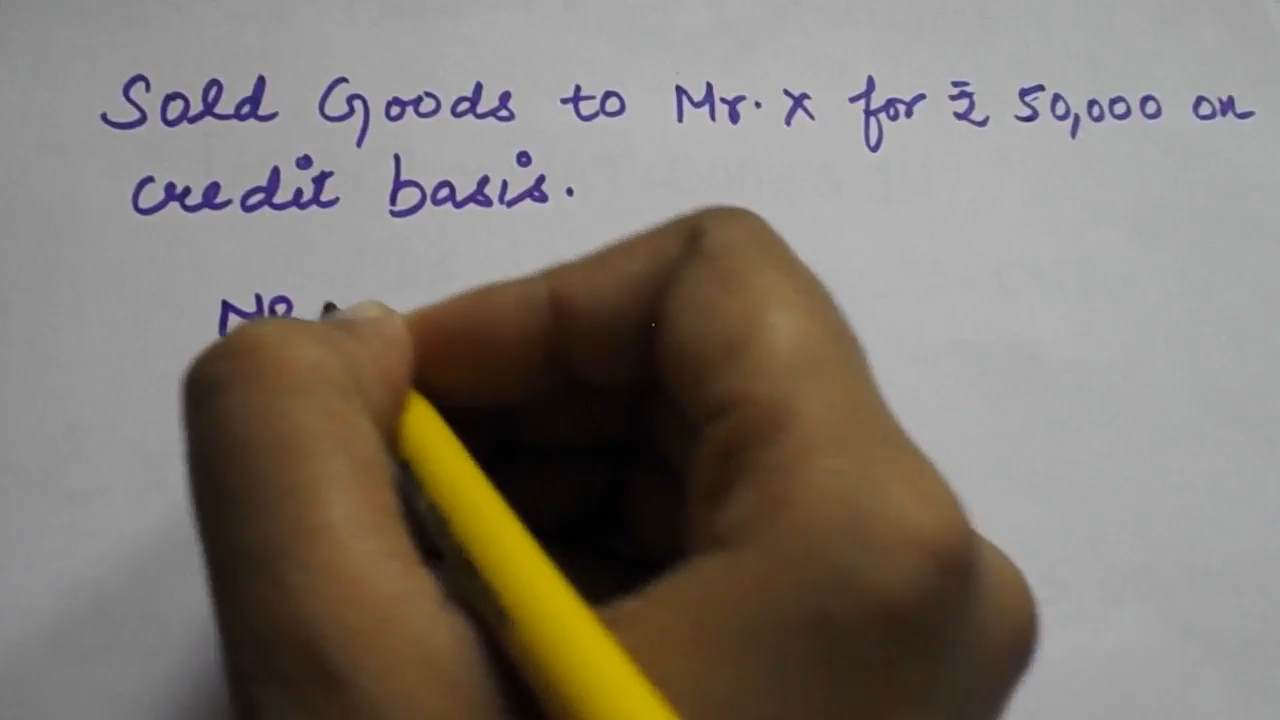 Sold Goods to Mr. X for ₹ 50,000 on
credit basis.